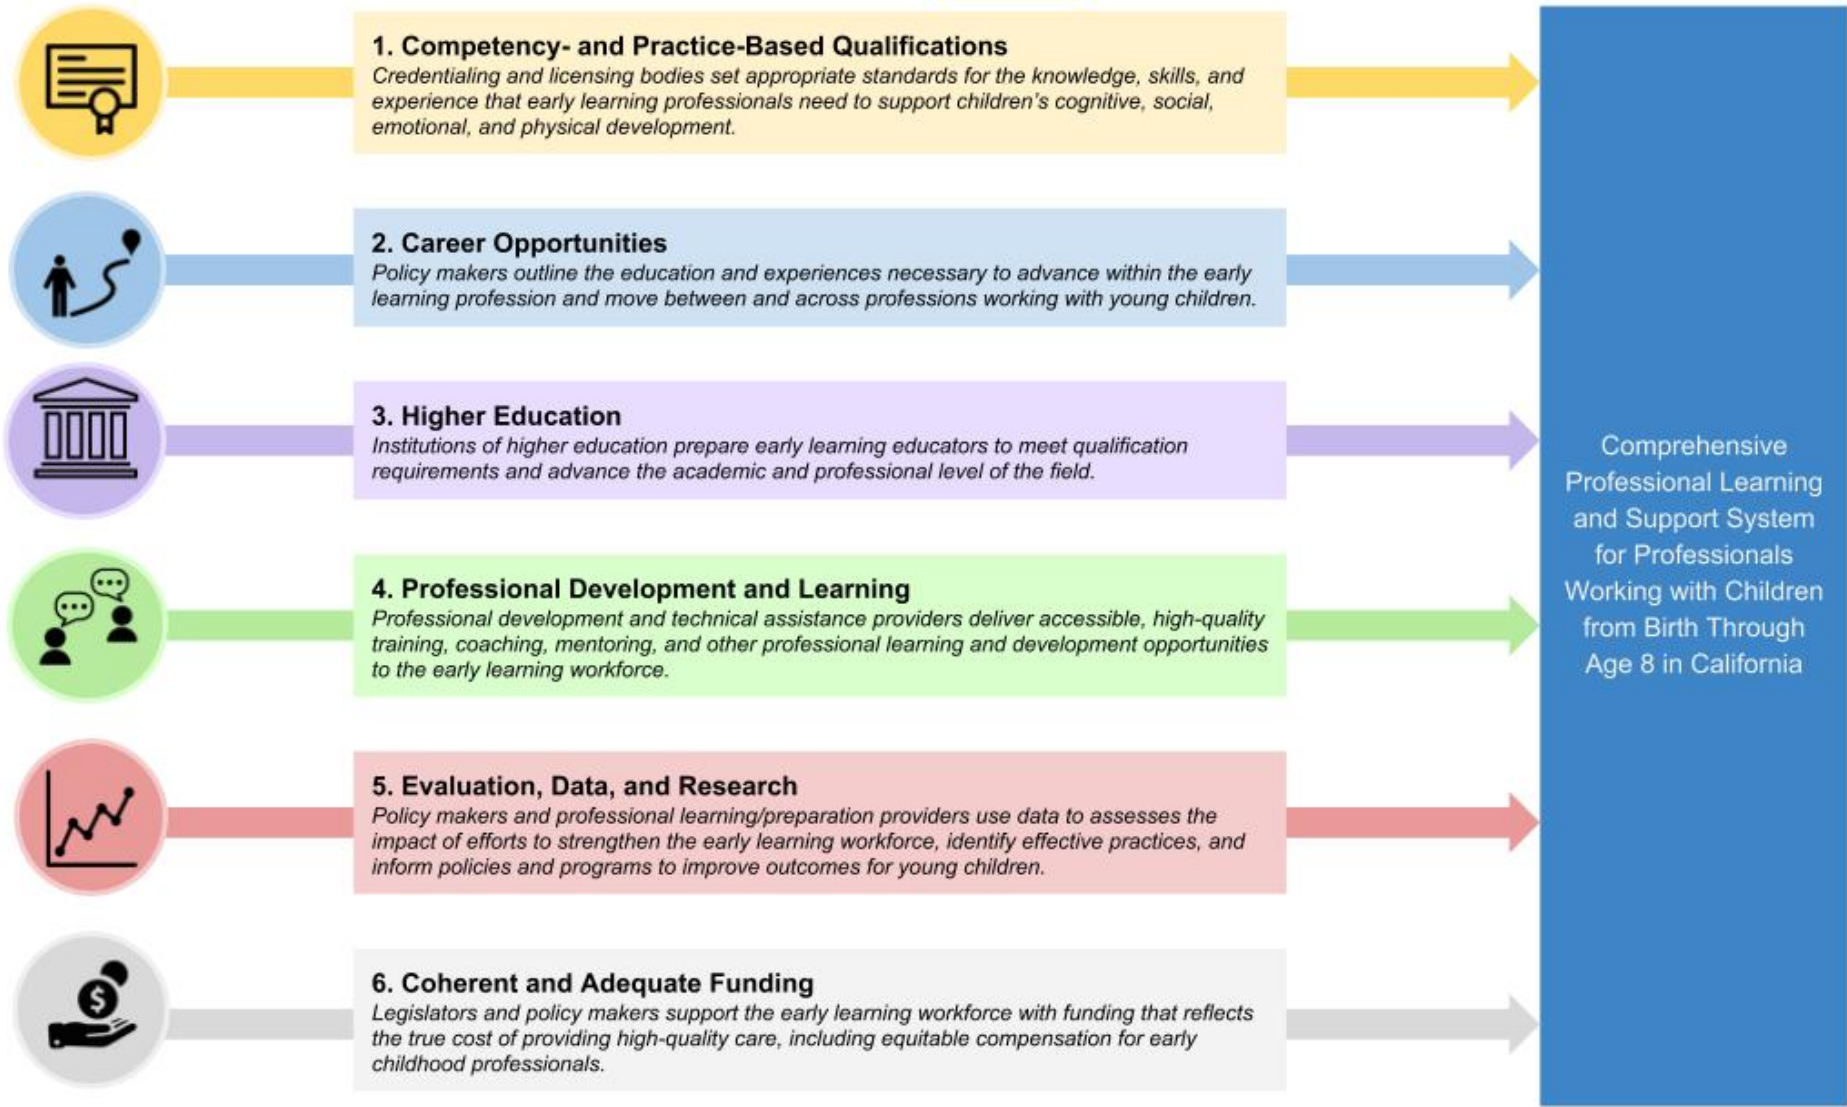 1. Competency- and Practice-Based Qualifications
Credentialing and licensing bodies set appropriate standards for the knowledge, skills, and
experience that early learning professionals need to support children's cognitive, social,
emotional, and physical development.
2. Career Opportunities
Policy makers outline the education and experiences necessary to advance within the early
learning profession and move between and across professions working with young children.
3. Higher Education
Institutions of higher education prepare early learning educators to meet qualification
requirements and advance the academic and professional level of the field.
4. Professional Development and Learning
Professional development and technical assistance providers deliver accessible, high-quality
training, coaching, mentoring, and other professional learning and development opportunities
to the early learning workforce.
5. Evaluation, Data, and Research
Policy makers and professional learning/preparation providers use data to assesses the
impact of efforts to strengthen the early learning workforce, identify effective practices, and
inform policies and programs to improve outcomes for young children.
6. Coherent and Adequate Funding
$
Legislators and policy makers support the early learning workforce with funding that reflects
the true cost of providing high-quality care, including equitable compensation for early
childhood professionals.
Comprehensive
Professional Learning
and Support System
for Professionals
Working with Children
from Birth Through
Age 8 in California